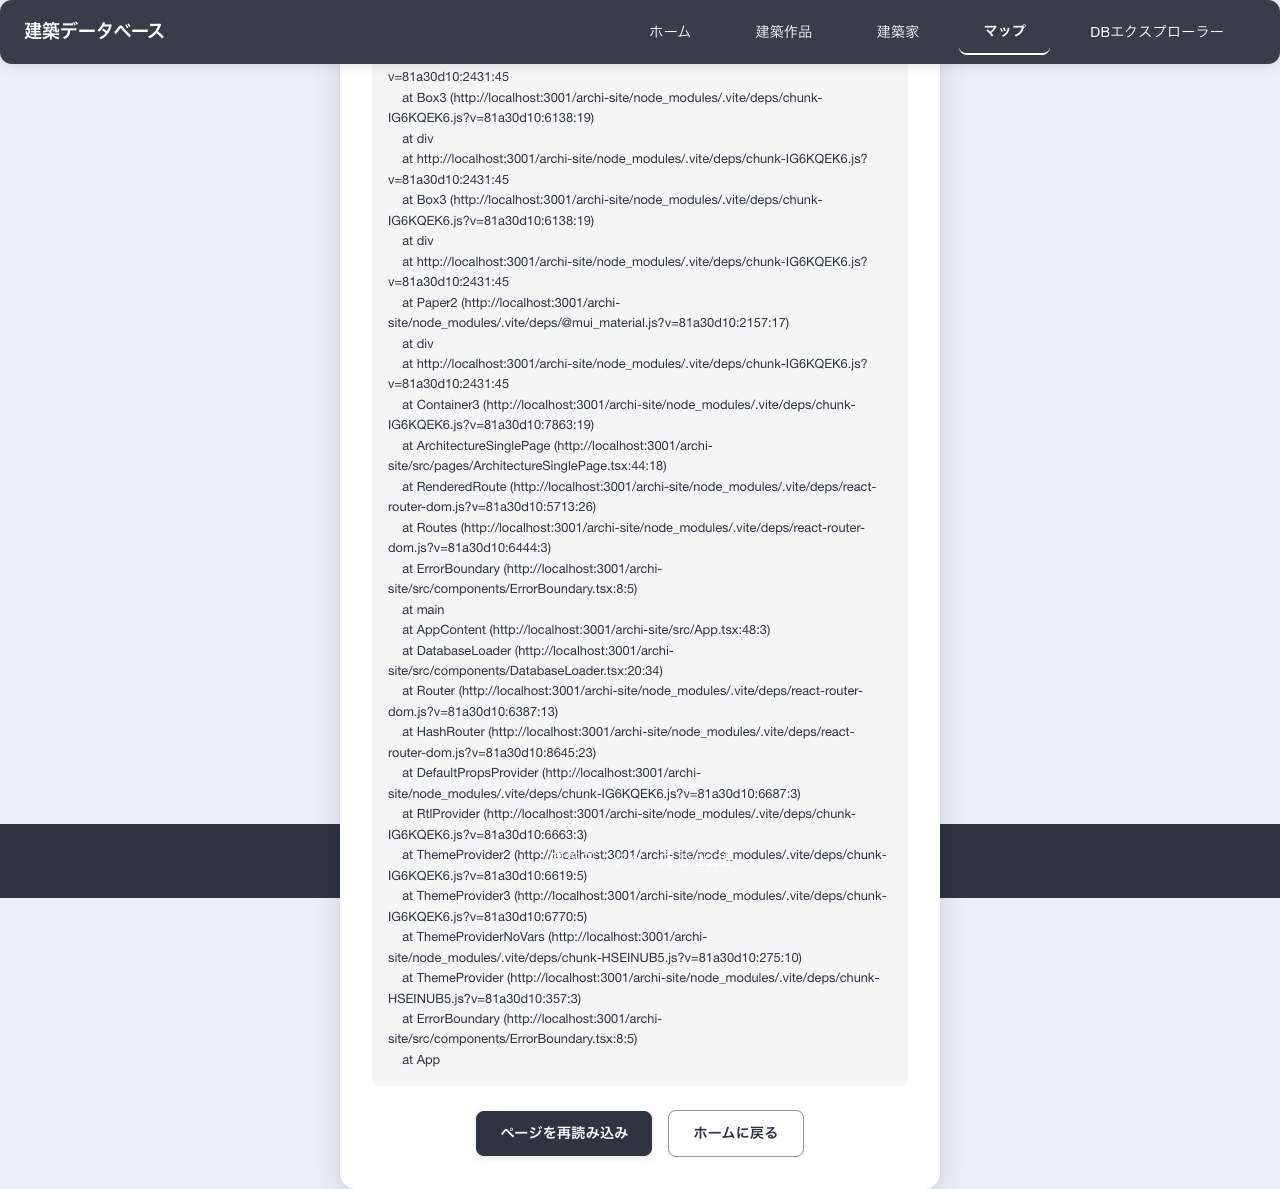 建築データベース
ホーム
建築作品
建築家
マップ
DBエクスプローラー
v=81a30d10:2431:45
at Box3 (http://localhost:3001/archi-site/node_modules/.vite/deps/chunk-
IG6KQEK6.js?v=81a30d10:6138:19)
at div
at http://localhost:3001/archi-site/node_modules/.vite/deps/chunk-IG6KQEK6.js?
v=81a30d10:2431:45
at Box3 (http://localhost:3001/archi-site/node_modules/.vite/deps/chunk-
IG6KQEK6.js?v=81a30d10:6138:19)
at div
at http://localhost:3001/archi-site/node_modules/.vite/deps/chunk-IG6KQEK6.js?
v=81a30d10:2431:45
at Paper2 (http://localhost:3001/archi-
site/node_modules/.vite/deps/@mui_material.js?v=81a30d10:2157:17)
at div
at http://localhost:3001/archi-site/node_modules/.vite/deps/chunk-IG6KQEK6.js?
v=81a30d10:2431:45
at Container3 (http://localhost:3001/archi-site/node_modules/.vite/deps/chunk-
IG6KQEK6.js?v=81a30d10:7863:19)
at ArchitectureSinglePage (http://localhost:3001/archi-
site/src/pages/ArchitectureSinglePage.tsx:44:18)
at RenderedRoute (http://localhost:3001/archi-site/node_modules/.vite/deps/react-
router-dom.js?v=81a30d10:5713:26)
at Routes (http://localhost:3001/archi-site/node_modules/.vite/deps/react-router-
dom.js?v=81a30d10:6444:3)
at ErrorBoundary (http://localhost:3001/archi-
site/src/components/ErrorBoundary.tsx:8:5)
at main
at AppContent (http://localhost:3001/archi-site/src/App.tsx:48:3)
at DatabaseLoader (http://localhost:3001/archi-
site/src/components/DatabaseLoader.tsx:20:34)
at Router (http://localhost:3001/archi-site/node_modules/.vite/deps/react-router-
dom.js?v=81a30d10:6387:13)
at HashRouter (http://localhost:3001/archi-site/node_modules/.vite/deps/react-
router-dom.js?v=81a30d10:8645:23)
at DefaultPropsProvider (http://localhost:3001/archi-
site/node_modules/.vite/deps/chunk-IG6KQEK6.js?v=81a30d10:6687:3)
at RtlProvider (http://localhost:3001/archi-site/node_modules/.vite/deps/chunk-
IG6KQEK6.js?v=81a30d10:6663:3)
at ThemeProvider2 (http://localhost:3001/archi-site/node_modules/.vite/deps/chunk-
IG6KQEK6.js?v=81a30d10:6619:5)
at ThemeProvider3 (http://localhost:3001/archi-site/node_modules/.vite/deps/chunk-
IG6KQEK6.js?v=81a30d10:6770:5)
at ThemeProviderNoVars (http://localhost:3001/archi-
site/node_modules/.vite/deps/chunk-HSEINUB5.js?v=81a30d10:275:10)
at ThemeProvider (http://localhost:3001/archi-site/node_modules/.vite/deps/chunk-
HSEINUB5.js?v=81a30d10:357:3)
at ErrorBoundary (http://localhost:3001/archi-
site/src/components/ErrorBoundary.tsx:8:5)
at App
ページを再読み込み
ホームに戻る